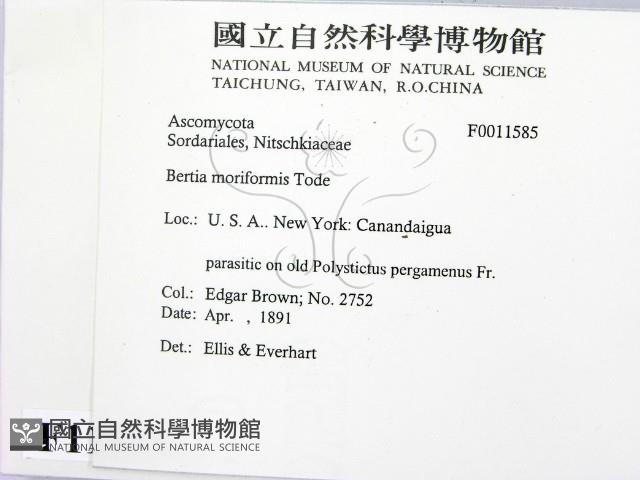 國立自然科學博物館
NATIONAL MUSEUM OF NATURAL SCIENCE
TAICHUNG, TAIWAN, R.O.CHINA
Ascomycota F0011585
Sordariales, Nitschkiaceae
Bertia moriformis Tode
Loc.: U. S. A.. New York: Canandaigua
parasitic on old Polystictus pergamenus Fr.
Col.: Edgar Brown; No. 2752
Date: Apr. , 1891
Det.: Ellis & Everhart
國立自然科學博物館
NATIONAL MUSEUM OF NATURAL SCIENCE